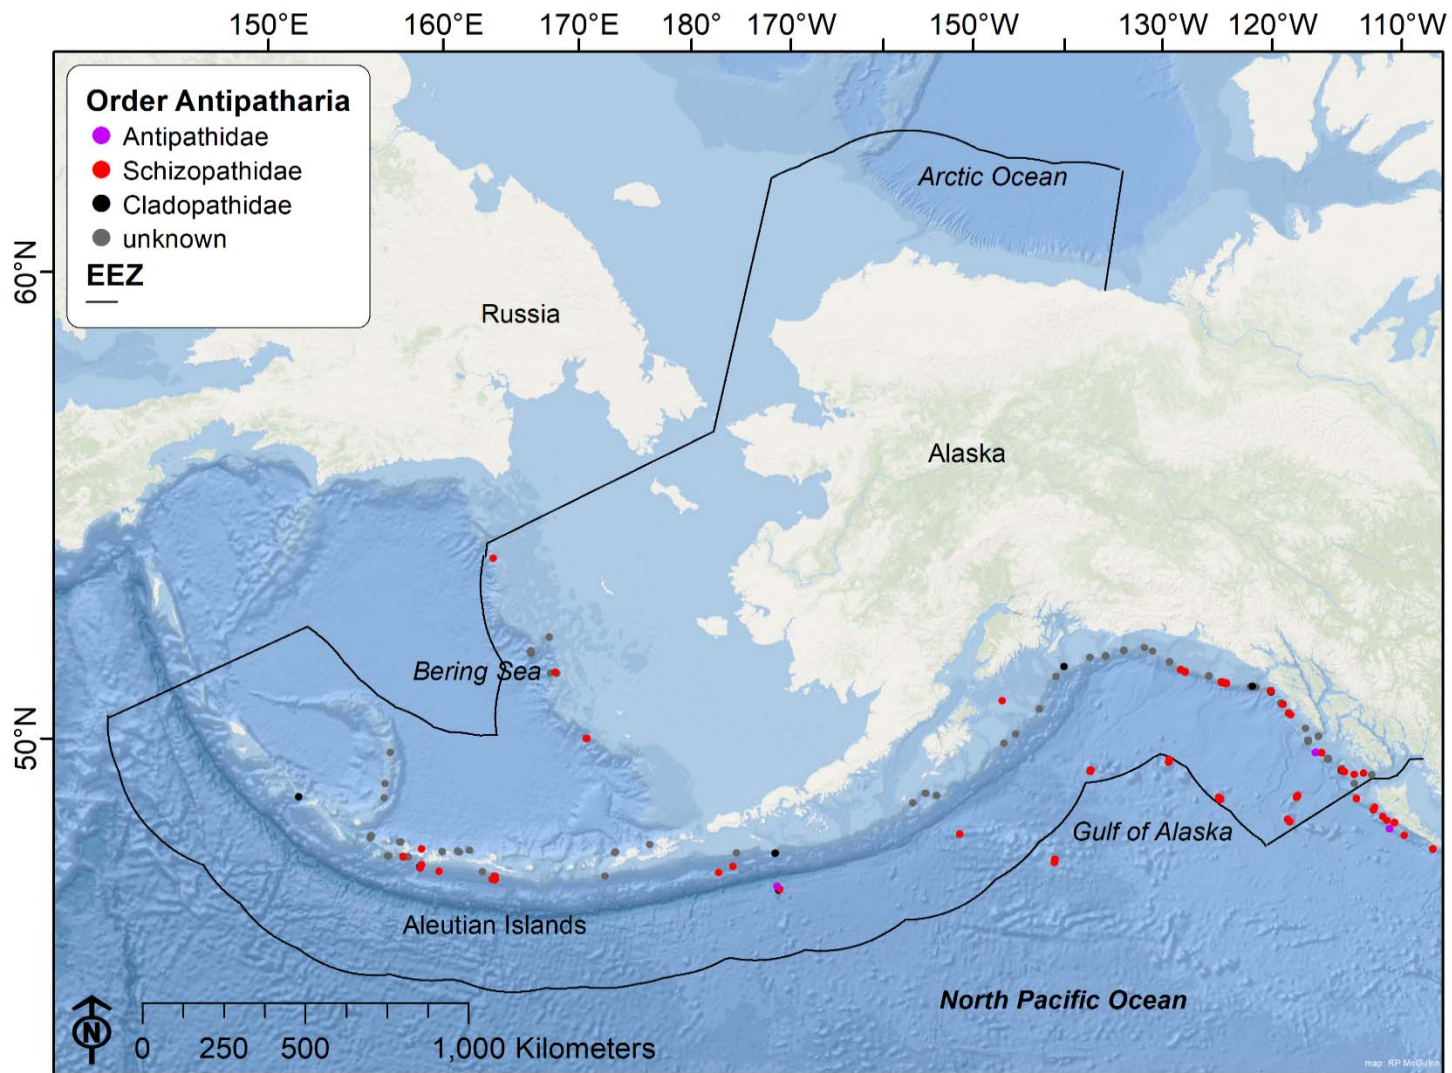 150°E 160°E 170°E 180° 170°W 150°W 130°W 120°W 110°W
Order Antipatharia
Antipathidae
Schizopathidae
Cladopathidae
unknown
EEZ
Arctic Ocean
60°N
Russia
Alaska
Bering Sea
50°N
Gulf of Alaska
Aleutian Islands
North Pacific Ocean
N
0 250 500 1,000 Kilometers
map: RP McGuinn